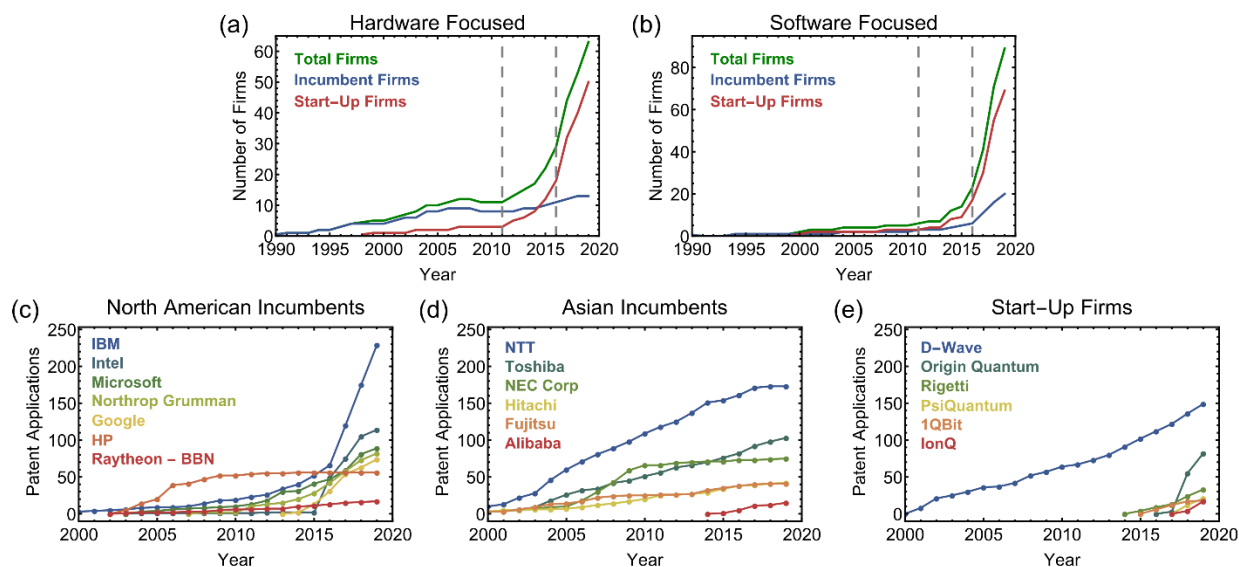 (a) Hardware Focused
Number of Firms
60
50
40
30
20
10
0
Total Firms
Incumbent Firms
Start-Up Firms
1990 1995 2000 2005 2010 2015 2020
Year
(b) Software Focused
Number of Firms
80
60
40
20
0
Total Firms
Incumbent Firms
Start-Up Firms
1990 1995 2000 2005 2010 2015 2020
Year
(c) North American Incumbents
Patent Applications
250
200
150
100
50
0
IBM
Intel
Microsoft
Northrop Grumman
Google
HP
Raytheon - BBN
2000 2005 2010 2015 2020
Year
(d) Asian Incumbents
Patent Applications
250
200
150
100
50
0
NTT
Toshiba
NEC Corp
Hitachi
Fujitsu
Alibaba
2000 2005 2010 2015 2020
Year
(e) Start-Up Firms
Patent Applications
250
200
150
100
50
0
D-Wave
Origin Quantum
Rigetti
PsiQuantum
1QBit
IonQ
2000 2005 2010 2015 2020
Year